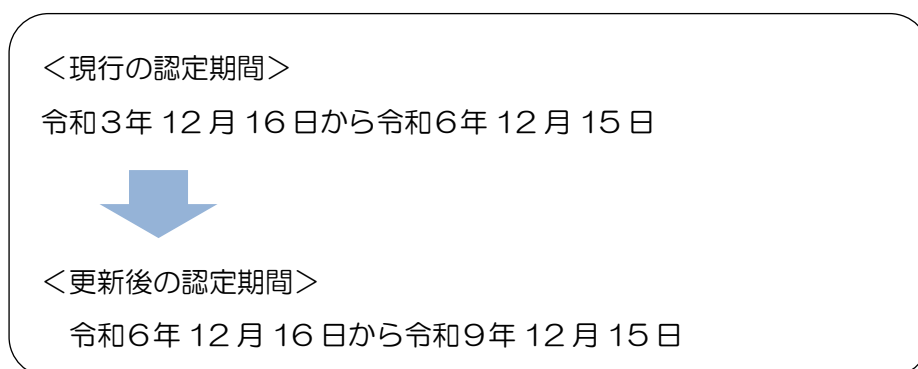 ＜現行の認定期間＞
令和３年 12 月 16 日から令和６年 12 月 15 日
＜更新後の認定期間＞
令和６年 12 月 16 日から令和９年 12 月 15 日